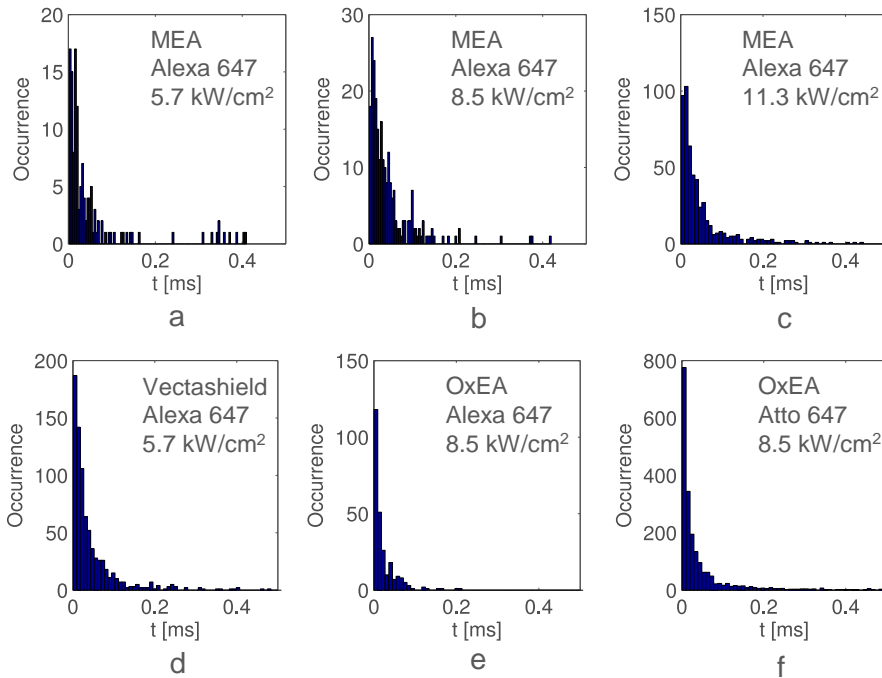 20
15
10
5
0
Occurrence
MEA
Alexa 647
5.7 kW/cm²
0 0.2 0.4
t [ms]
a
30
20
10
0
Occurrence
MEA
Alexa 647
8.5 kW/cm²
0 0.2 0.4
t [ms]
b
150
100
50
0
Occurrence
MEA
Alexa 647
11.3 kW/cm²
0 0.2 0.4
t [ms]
c
200
150
100
50
0
Occurrence
Vectashield
Alexa 647
5.7 kW/cm²
0 0.2 0.4
t [ms]
d
150
100
50
0
Occurrence
OxEA
Alexa 647
8.5 kW/cm²
0 0.2 0.4
t [ms]
e
800
600
400
200
0
Occurrence
OxEA
Atto 647
8.5 kW/cm²
0 0.2 0.4
t [ms]
f